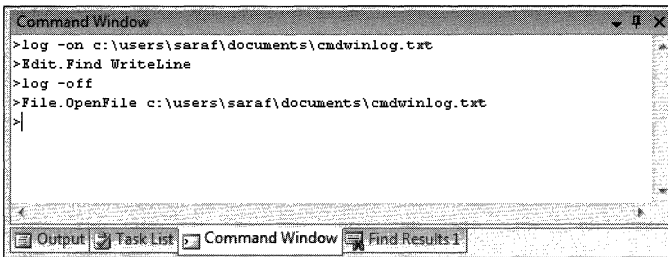 Command Window
>log -on c:\users\saraf\documents\cmdwinlog.txt
>Edit.Find WriteLine
>log -off
>File.OpenFile c:\users\saraf\documents\cmdwinlog.txt
>
Output Task List Command Window Find Results 1